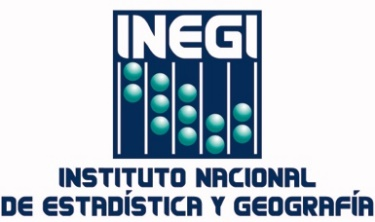 INEGI
INSTITUTO NACIONAL
DE ESTADÍSTICA Y GEOGRAFÍA